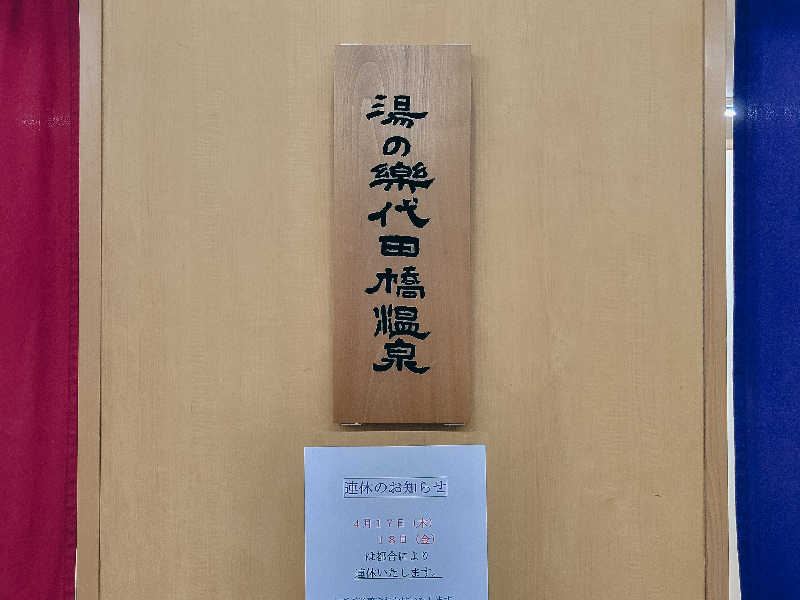 湯の樂代田橋温泉
連休のお知らせ
４月１７日（木）
１８日（金）
は都合により
連休いたします。